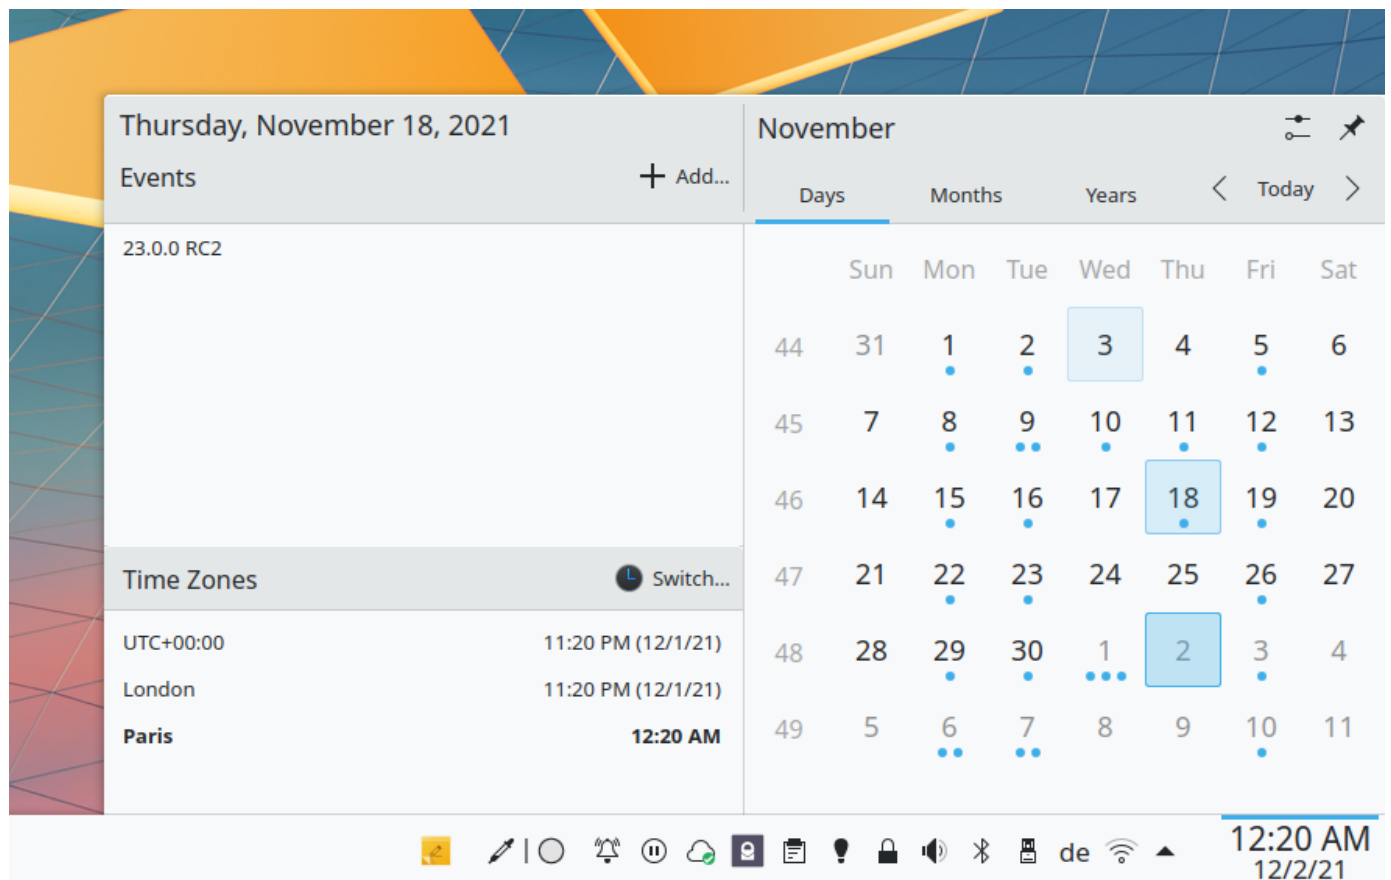 Thursday, November 18, 2021
Events
Add...
23.0.0 RC2
Time Zones
Switch...
UTC+00:00 11:20 PM (12/1/21)
London 11:20 PM (12/1/21)
Paris 12:20 AM
November
Days Months Years Today
Sun Mon Tue Wed Thu Fri Sat
44 31 1 2 3 4 5 6
45 7 8 9 10 11 12 13
46 14 15 16 17 18 19 20
47 21 22 23 24 25 26 27
48 28 29 30 1 2 3 4
49 5 6 7 8 9 10 11
de
12:20 AM
12/2/21